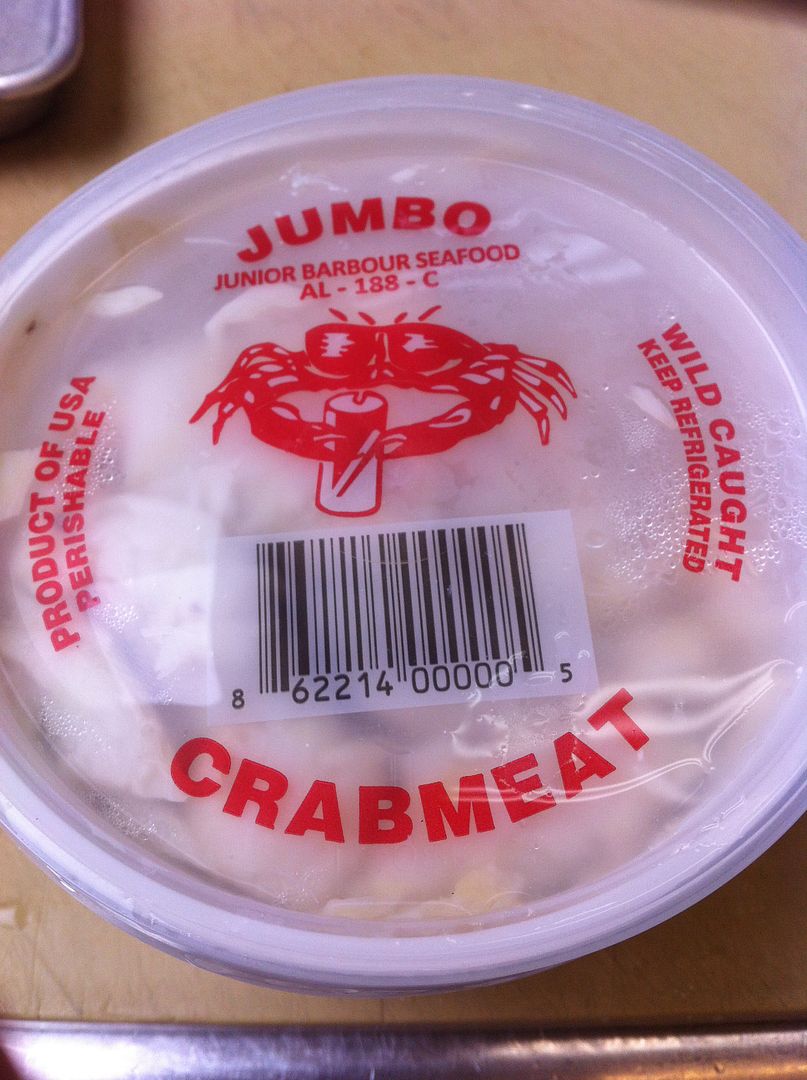 JUMBO
JUNIOR BARBOUR SEAFOOD
AL - 188 - C
PRODUCT OF USA
PERISHABLE
WILD CAUGHT
KEEP REFRIGERATED
8 62214 00000 5
CRABMEAT